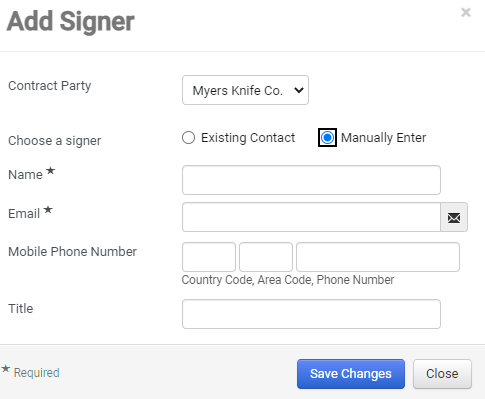 Add Signer
×
Contract Party
Myers Knife Co.
Choose a signer
Existing Contact
Manually Enter
Name ★
Email ★
Mobile Phone Number
Country Code, Area Code, Phone Number
Title
★ Required
Save Changes
Close